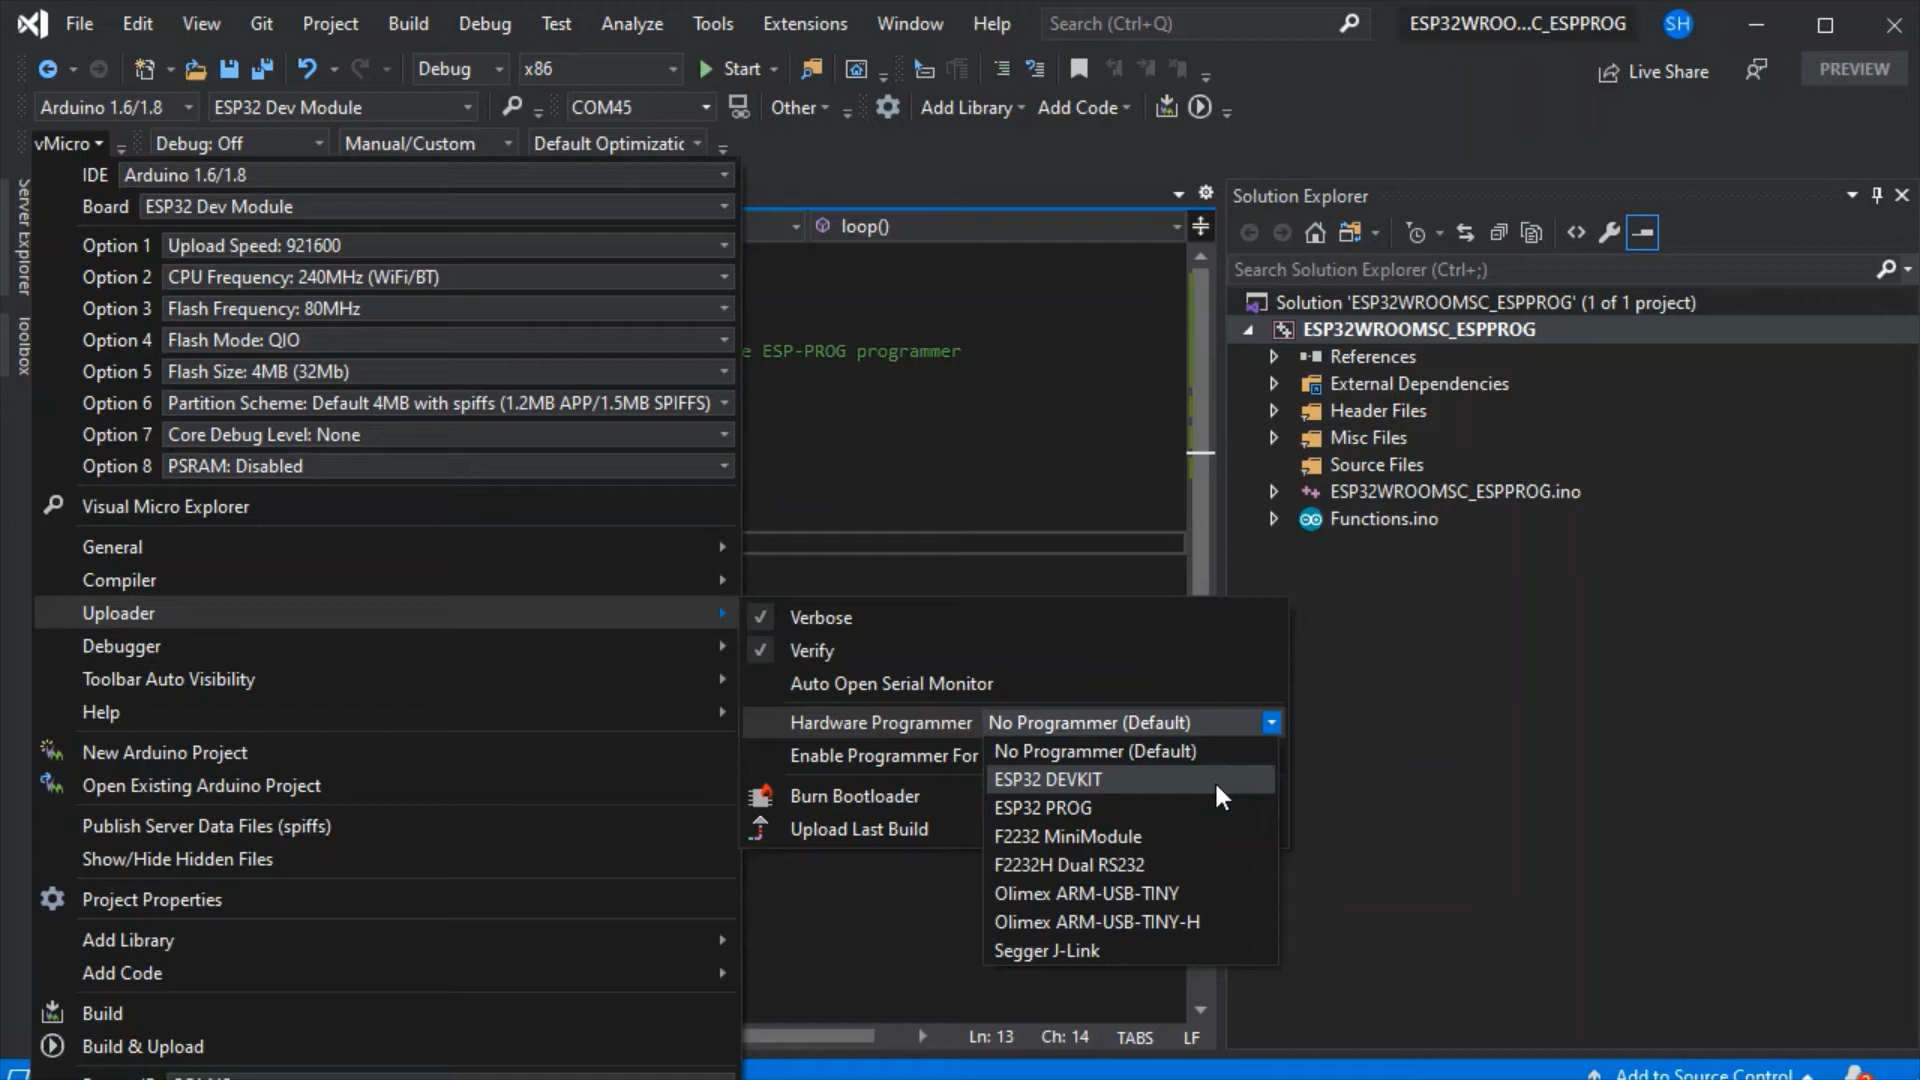 File Edit View Git Project Build Debug Test Analyze Tools Extensions Window Help Search (Ctrl+Q) ESP32WROO...C_ESPPROG SH
Debug x86 Start Live Share PREVIEW
Arduino 1.6/1.8 ESP32 Dev Module COM45 Other Add Library Add Code
vMicro Debug: Off Manual/Custom Default Optimizatic
Server Explorer
Toolbox
IDE Arduino 1.6/1.8
Board ESP32 Dev Module
Option 1 Upload Speed: 921600
Option 2 CPU Frequency: 240MHz (WiFi/BT)
Option 3 Flash Frequency: 80MHz
Option 4 Flash Mode: QIO
Option 5 Flash Size: 4MB (32Mb)
Option 6 Partition Scheme: Default 4MB with spiffs (1.2MB APP/1.5MB SPIFFS)
Option 7 Core Debug Level: None
Option 8 PSRAM: Disabled
Visual Micro Explorer
General
Compiler
Uploader
Debugger
Toolbar Auto Visibility
Help
New Arduino Project
Open Existing Arduino Project
Publish Server Data Files (spiffs)
Show/Hide Hidden Files
Project Properties
Add Library
Add Code
Build
Build & Upload
loop()
e ESP-PROG programmer
Verbose
Verify
Auto Open Serial Monitor
Hardware Programmer No Programmer (Default)
Enable Programmer For
Burn Bootloader
Upload Last Build
No Programmer (Default)
ESP32 DEVKIT
ESP32 PROG
F2232 MiniModule
F2232H Dual RS232
Olimex ARM-USB-TINY
Olimex ARM-USB-TINY-H
Segger J-Link
Ln: 13 Ch: 14 TABS LF
Solution Explorer
Search Solution Explorer (Ctrl+;)
Solution 'ESP32WROOMSC_ESPPROG' (1 of 1 project)
ESP32WROOMSC_ESPPROG
References
External Dependencies
Header Files
Misc Files
Source Files
ESP32WROOMSC_ESPPROG.ino
Functions.ino
Add to Source Control